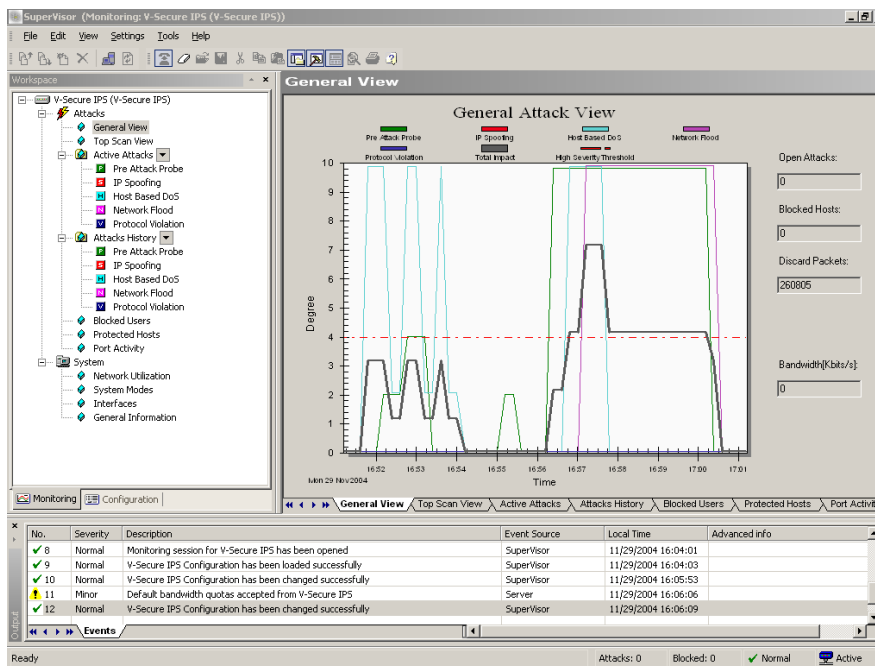 SuperVisor (Monitoring: V-Secure IPS (V-Secure IPS))
File Edit View Settings Tools Help
Workspace
V-Secure IPS (V-Secure IPS)
Attacks
General View
Top Scan View
Active Attacks
P Pre Attack Probe
S IP Spoofing
H Host Based DoS
N Network Flood
V Protocol Violation
Attacks History
P Pre Attack Probe
S IP Spoofing
H Host Based DoS
N Network Flood
V Protocol Violation
Blocked Users
Protected Hosts
Port Activity
System
Network Utilization
System Modes
Interfaces
General Information
Monitoring Configuration
General View
General Attack View
Pre Attack Probe IP Spoofing Host Based DoS Network Flood
Protocol Violation Total Impact High Severity Threshold
Degree
10
9
8
7
6
5
4
3
2
1
0
16:52 16:53 16:54 16:55 16:56 16:57 16:58 16:59 17:00 17:01
Mon 29 Nov 2004
Time
Open Attacks:
0
Blocked Hosts:
0
Discard Packets:
260805
Bandwidth[Kbits/s]:
0
General View Top Scan View Active Attacks Attacks History Blocked Users Protected Hosts Port Activit
No. Severity Description Event Source Local Time Advanced info
8 Normal Monitoring session for V-Secure IPS has been opened SuperVisor 11/29/2004 16:04:01
9 Normal V-Secure IPS Configuration has been loaded successfully SuperVisor 11/29/2004 16:04:03
10 Normal V-Secure IPS Configuration has been changed successfully SuperVisor 11/29/2004 16:05:53
11 Minor Default bandwidth quotas accepted from V-Secure IPS Server 11/29/2004 16:06:06
12 Normal V-Secure IPS Configuration has been changed successfully SuperVisor 11/29/2004 16:06:09
Output
Events
Ready Attacks: 0 Blocked: 0 Normal Active